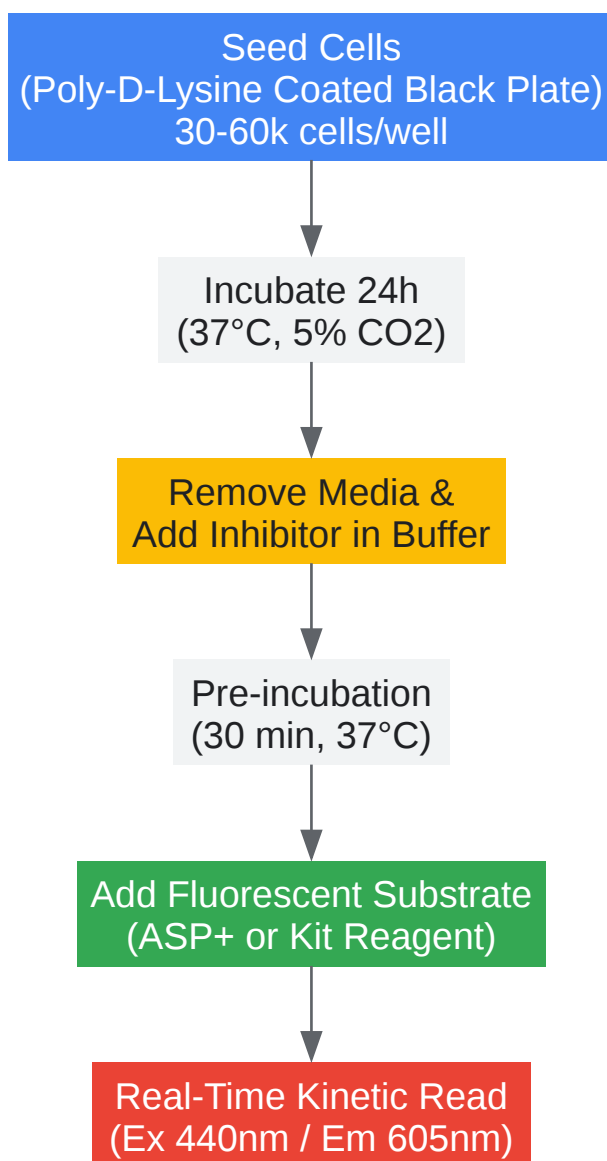 Seed Cells
(Poly-D-Lysine Coated Black Plate)
30-60k cells/well
Incubate 24h
(37°C, 5% CO2)
Remove Media &
Add Inhibitor in Buffer
Pre-incubation
(30 min, 37°C)
Add Fluorescent Substrate
(ASP+ or Kit Reagent)
Real-Time Kinetic Read
(Ex 440nm / Em 605nm)